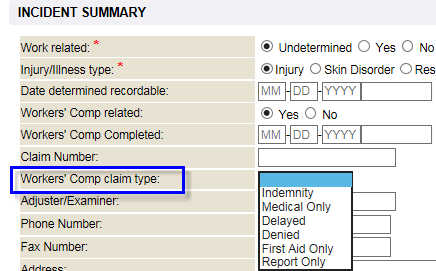 INCIDENT SUMMARY
Work related: * Undetermined Yes No
Injury/Illness type: * Injury Skin Disorder Res
Date determined recordable: MM - DD - YYYY
Workers' Comp related: Yes No
Workers' Comp Completed: MM - DD - YYYY
Claim Number:
Workers' Comp claim type:
Indemnity
Adjuster/Examiner: Medical Only
Delayed
Phone Number: Denied
Fax Number: First Aid Only
Report Only
Address: